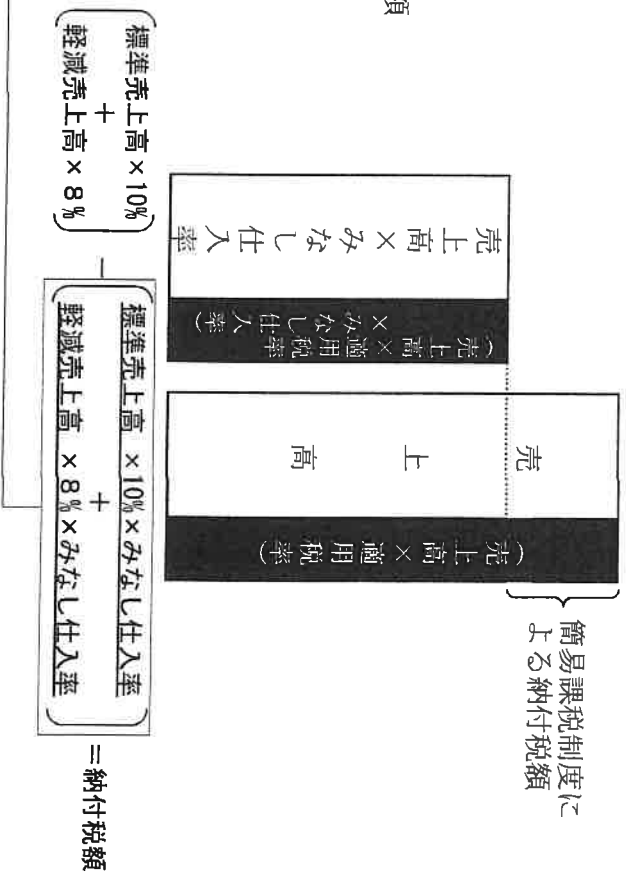 額
売上高×みなし仕入率
(売上高×適用税率
×みなし仕入率)
売上高
(売上高×適用税率)
簡易課税制度に
よる納付税額
標準売上高×10%
+
軽減売上高×8%
－
標準売上高 ×10%×みなし仕入率
+
軽減売上高 ×8%×みなし仕入率
=納付税額